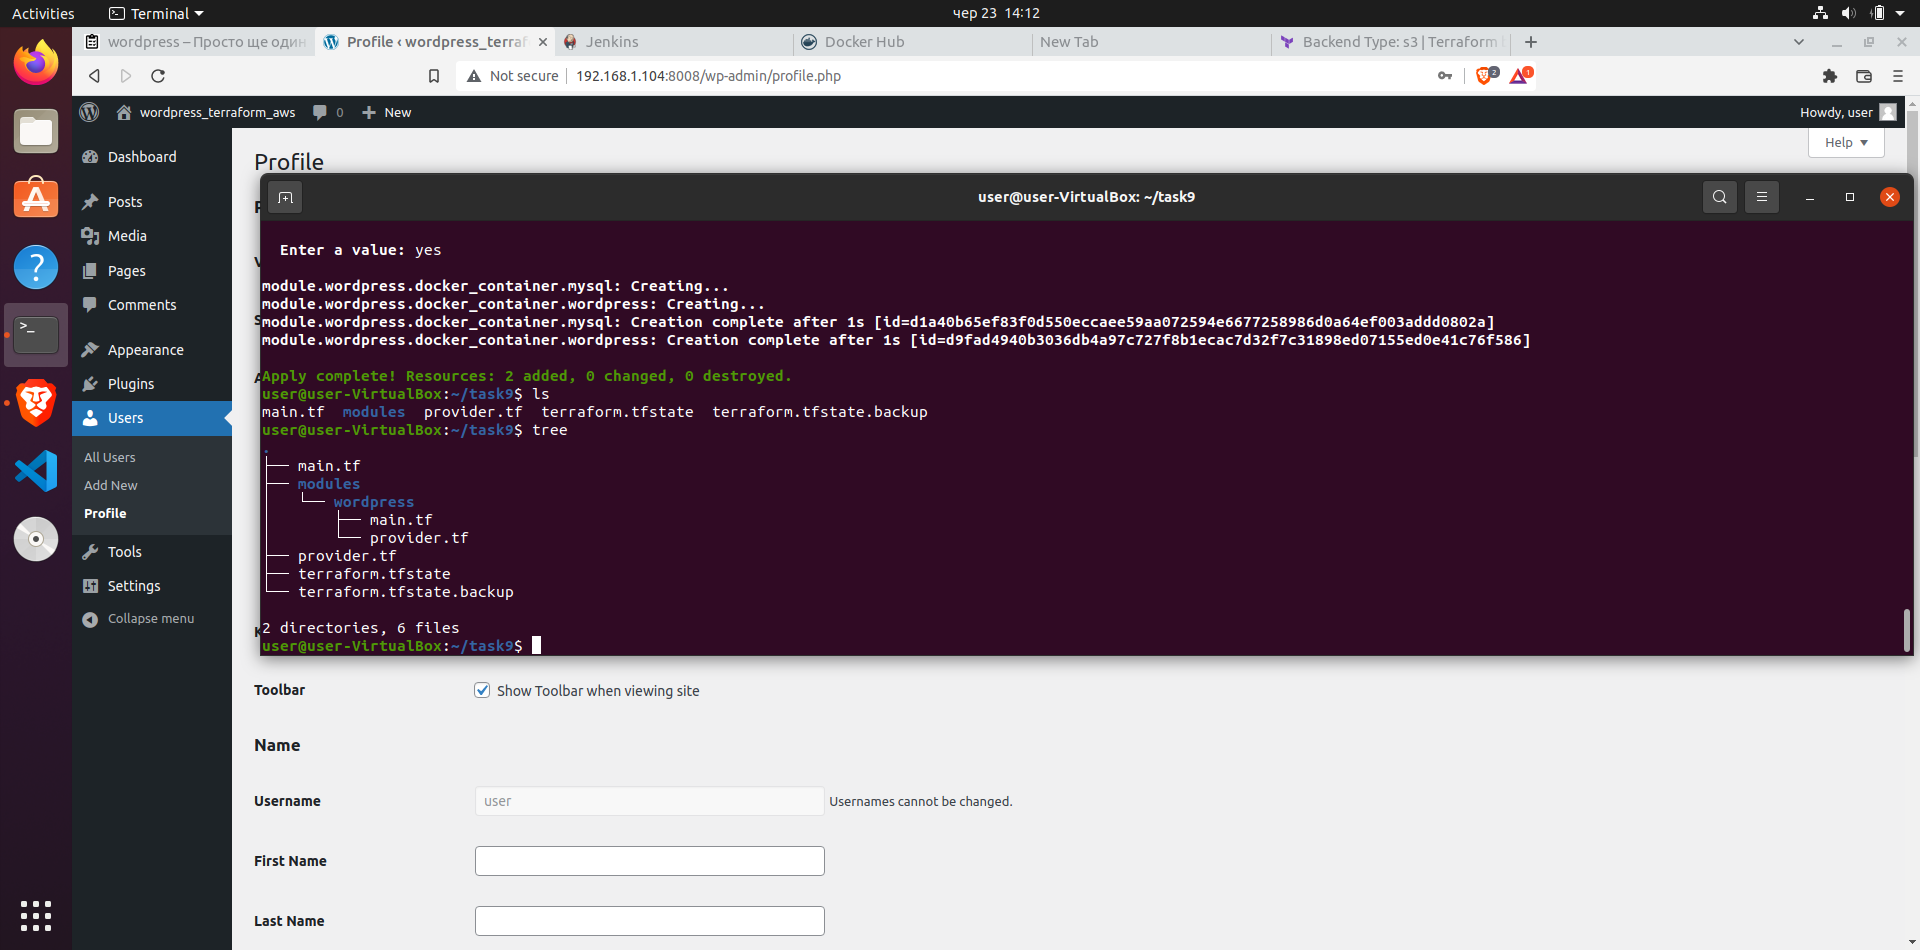 Activities
Terminal
чер 23 14:12
wordpress – Просто ще один
Profile ‹ wordpress_terraf
Jenkins
Docker Hub
New Tab
Backend Type: s3 | Terraform
Not secure
192.168.1.104:8008/wp-admin/profile.php
2
1
wordpress_terraform_aws
0
New
Howdy, user
Dashboard
Posts
Media
Pages
Comments
Appearance
Plugins
Users
All Users
Add New
Profile
Tools
Settings
Collapse menu
Profile
Help
user@user-VirtualBox: ~/task9
Enter a value: yes
module.wordpress.docker_container.mysql: Creating...
module.wordpress.docker_container.wordpress: Creating...
module.wordpress.docker_container.mysql: Creation complete after 1s [id=d1a40b65ef83f0d550eccaee59aa072594e6677258986d0a64ef003addd0802a]
module.wordpress.docker_container.wordpress: Creation complete after 1s [id=d9fad4940b3036db4a97c727f8b1ecac7d32f7c31898ed07155ed0e41c76f586]
Apply complete! Resources: 2 added, 0 changed, 0 destroyed.
user@user-VirtualBox:~/task9$ ls
main.tf modules provider.tf terraform.tfstate terraform.tfstate.backup
user@user-VirtualBox:~/task9$ tree
.
├── main.tf
├── modules
│   └── wordpress
│       ├── main.tf
│       └── provider.tf
├── provider.tf
├── terraform.tfstate
└── terraform.tfstate.backup
2 directories, 6 files
user@user-VirtualBox:~/task9$
Toolbar
Show Toolbar when viewing site
Name
Username
user
Usernames cannot be changed.
First Name
Last Name